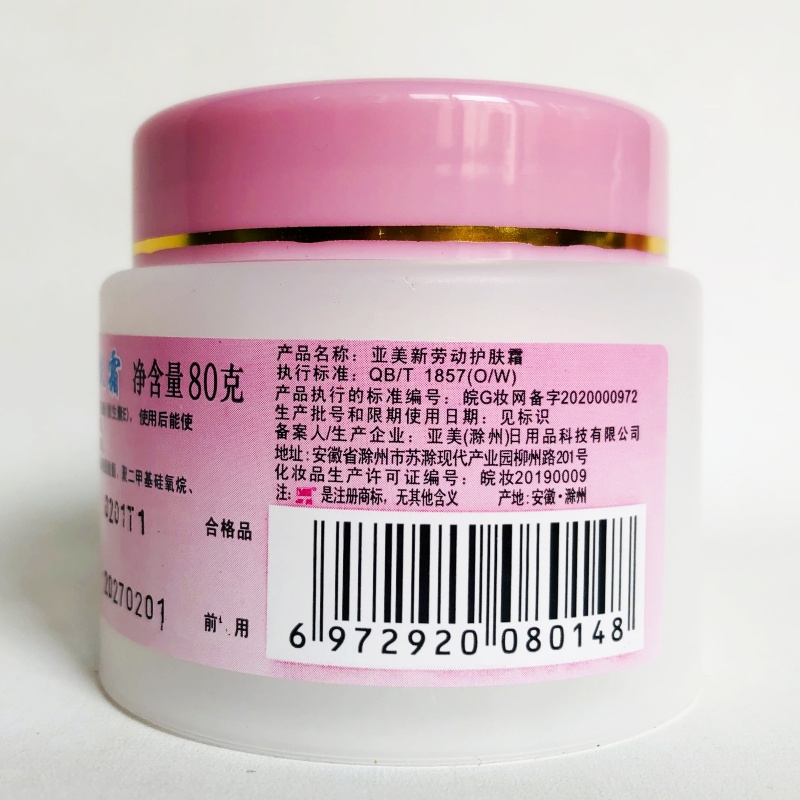 霜 净含量80克
使用后能使
聚二甲基硅氧烷、
0201T1 合格品
20270201 前 用
产品名称：亚美新劳动护肤霜
执行标准：QB/T 1857(O/W)
产品执行的标准编号：皖G妆网备字2020000972
生产批号和限期使用日期：见标识
备案人/生产企业：亚美(滁州)日用品科技有限公司
地址：安徽省滁州市苏滁现代产业园柳州路201号
化妆品生产许可证编号：皖妆20190009
注： 是注册商标，无其他含义 产地：安徽·滁州
6 972920 080148